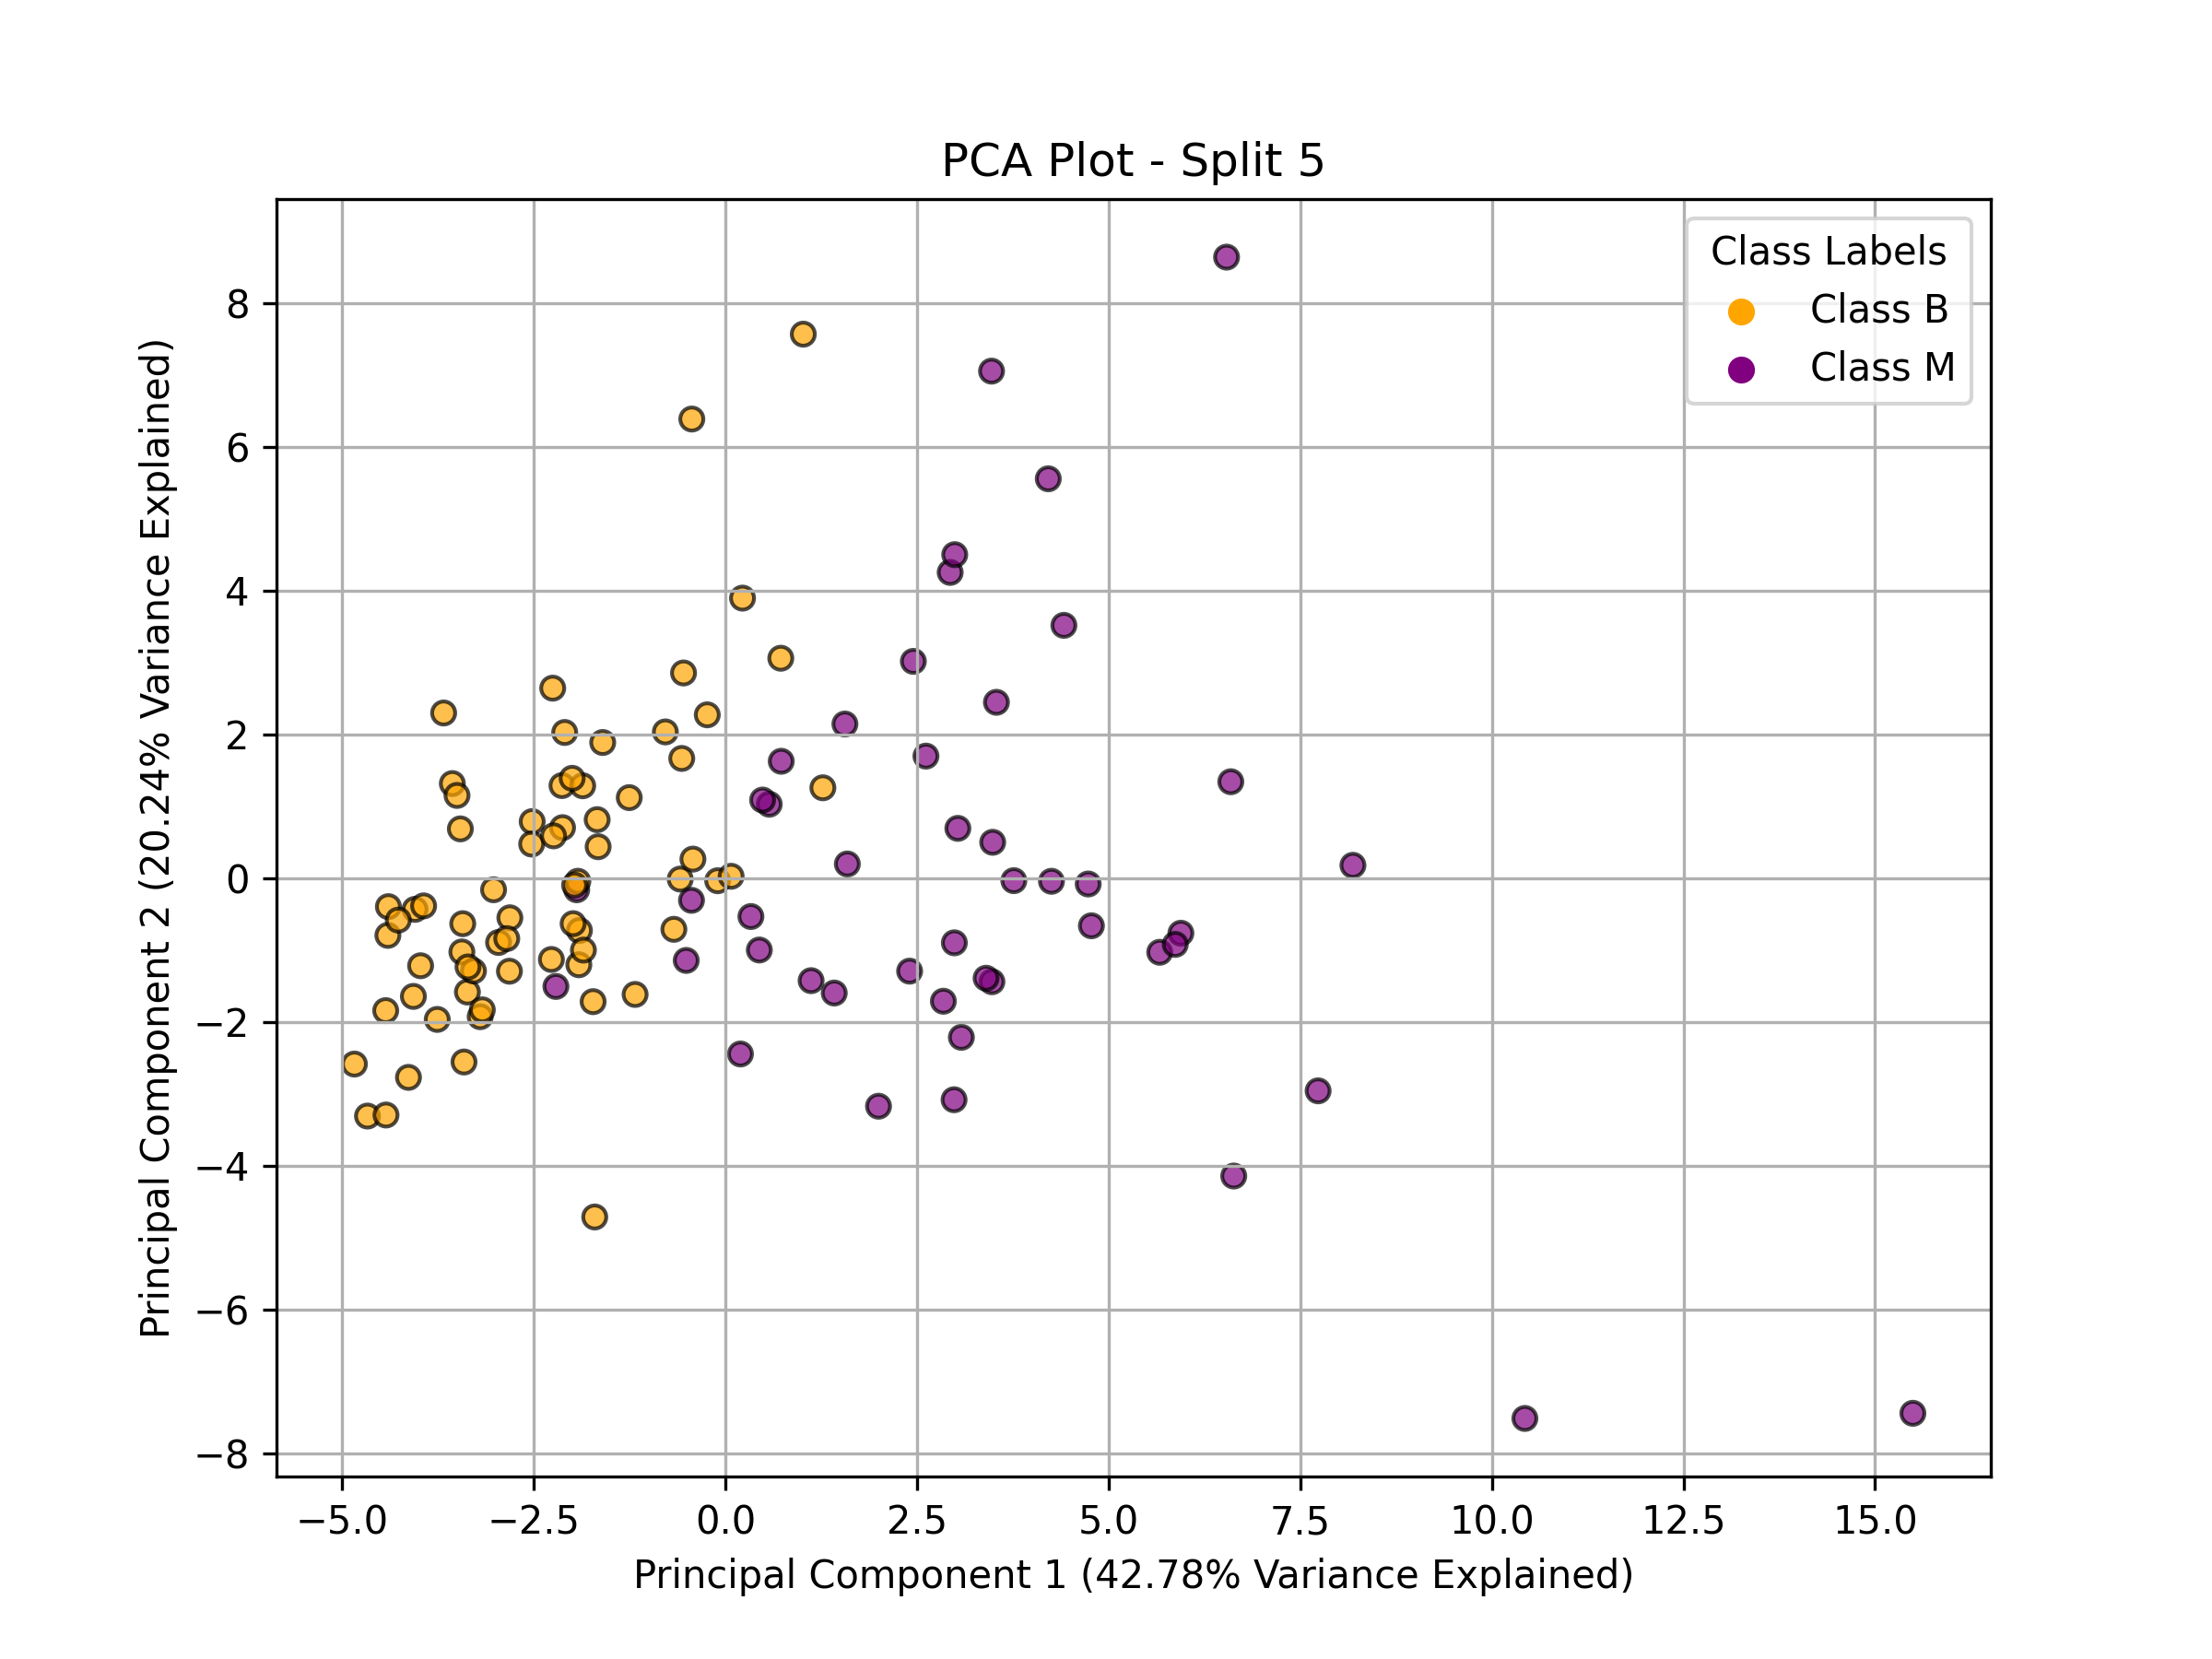 PCA Plot - Split 5
Class Labels
Class B
Class M
Principal Component 2 (20.24% Variance Explained)
8
6
4
2
0
−2
−4
−6
−8
−5.0 −2.5 0.0 2.5 5.0 7.5 10.0 12.5 15.0
Principal Component 1 (42.78% Variance Explained)